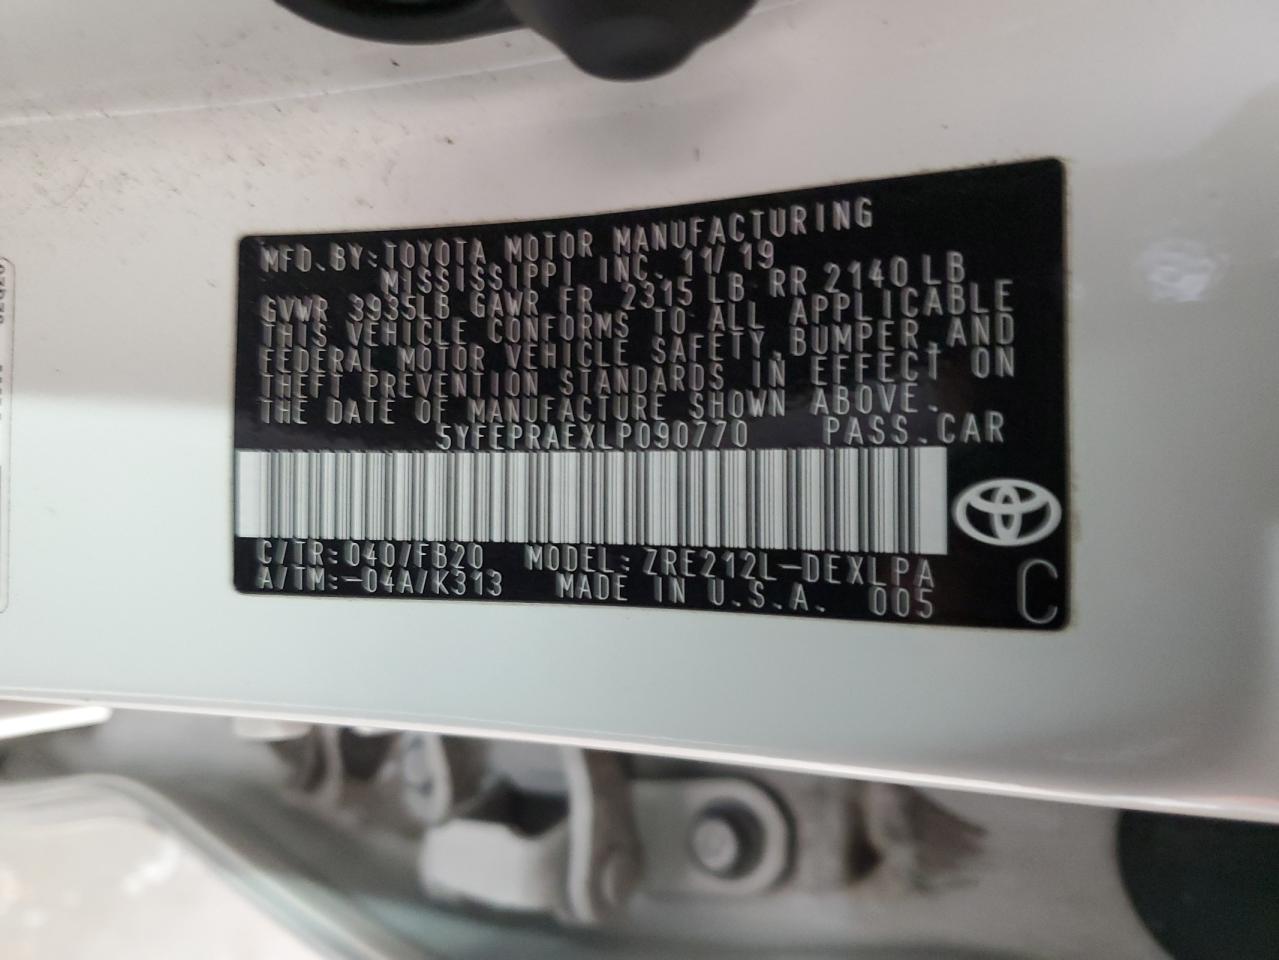 MFD.BY:TOYOTA MOTOR MANUFACTURING
MISSISSIPPI INC. 11/19
GVWR 3935LB GAWR FR 2315 LB RR 2140 LB
THIS VEHICLE CONFORMS TO ALL APPLICABLE
FEDERAL MOTOR VEHICLE SAFETY,BUMPER,AND
THEFT PREVENTION STANDARDS IN EFFECT ON
THE DATE OF MANUFACTURE SHOWN ABOVE.
5YFEPRAEXLP090770 PASS.CAR
C/TR:040/FB20 MODEL:ZRE212L-DEXLPA
A/TM:-04A/K313 MADE IN U.S.A. 005
C